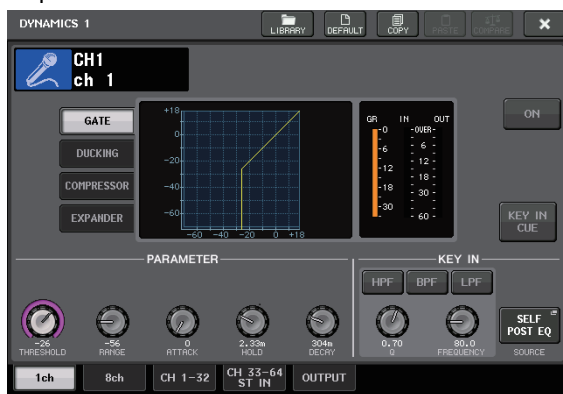 DYNAMICS 1
LIBRARY
DEFAULT
COPY
PASTE
COMPARE
CH1
ch 1
GATE
DUCKING
COMPRESSOR
EXPANDER
+18
0
-20
-40
-60
-60 -40 -20 0 +18
GR IN OUT
-0 -OVER-
-6 - 6 -
-12 - 12 -
-18 - 18 -
- 30 -
-30
- 60 -
ON
KEY IN
CUE
PARAMETER
KEY IN
HPF
BPF
LPF
-26
THRESHOLD
-56
RANGE
0
ATTACK
2.33m
HOLD
304m
DECAY
0.70
Q
80.0
FREQUENCY
SELF
POST EQ
SOURCE
1ch
8ch
CH 1-32
CH 33-64
ST IN
OUTPUT